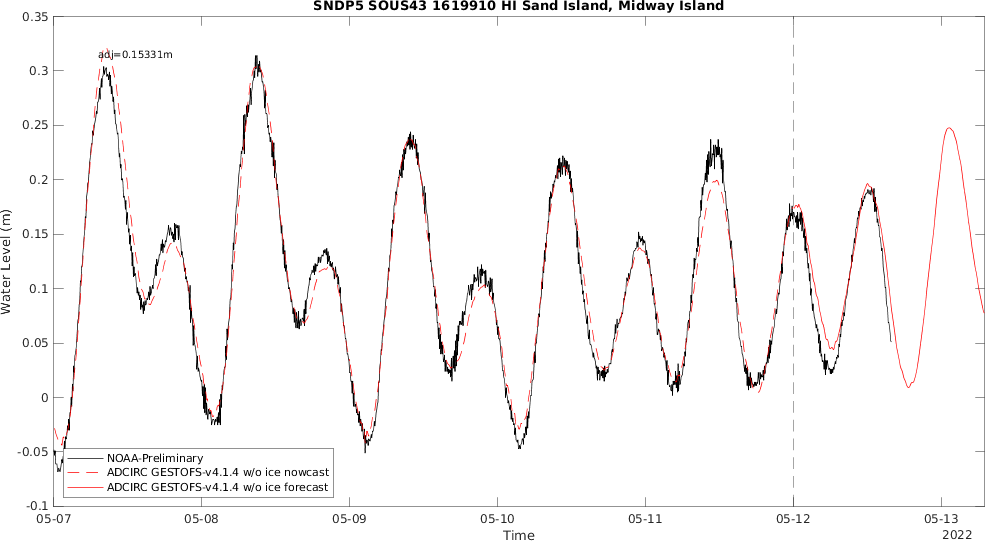 SNDP5 SOUS43 1619910 HI Sand Island, Midway Island
0.35
adj=0.15331m
0.3
0.25
0.2
0.15
0.1
0.05
0
-0.05
-0.1
Water Level (m)
NOAA-Preliminary
ADCIRC GESTOFS-v4.1.4 w/o ice nowcast
ADCIRC GESTOFS-v4.1.4 w/o ice forecast
05-07 05-08 05-09 05-10 05-11 05-12 05-13
Time
2022